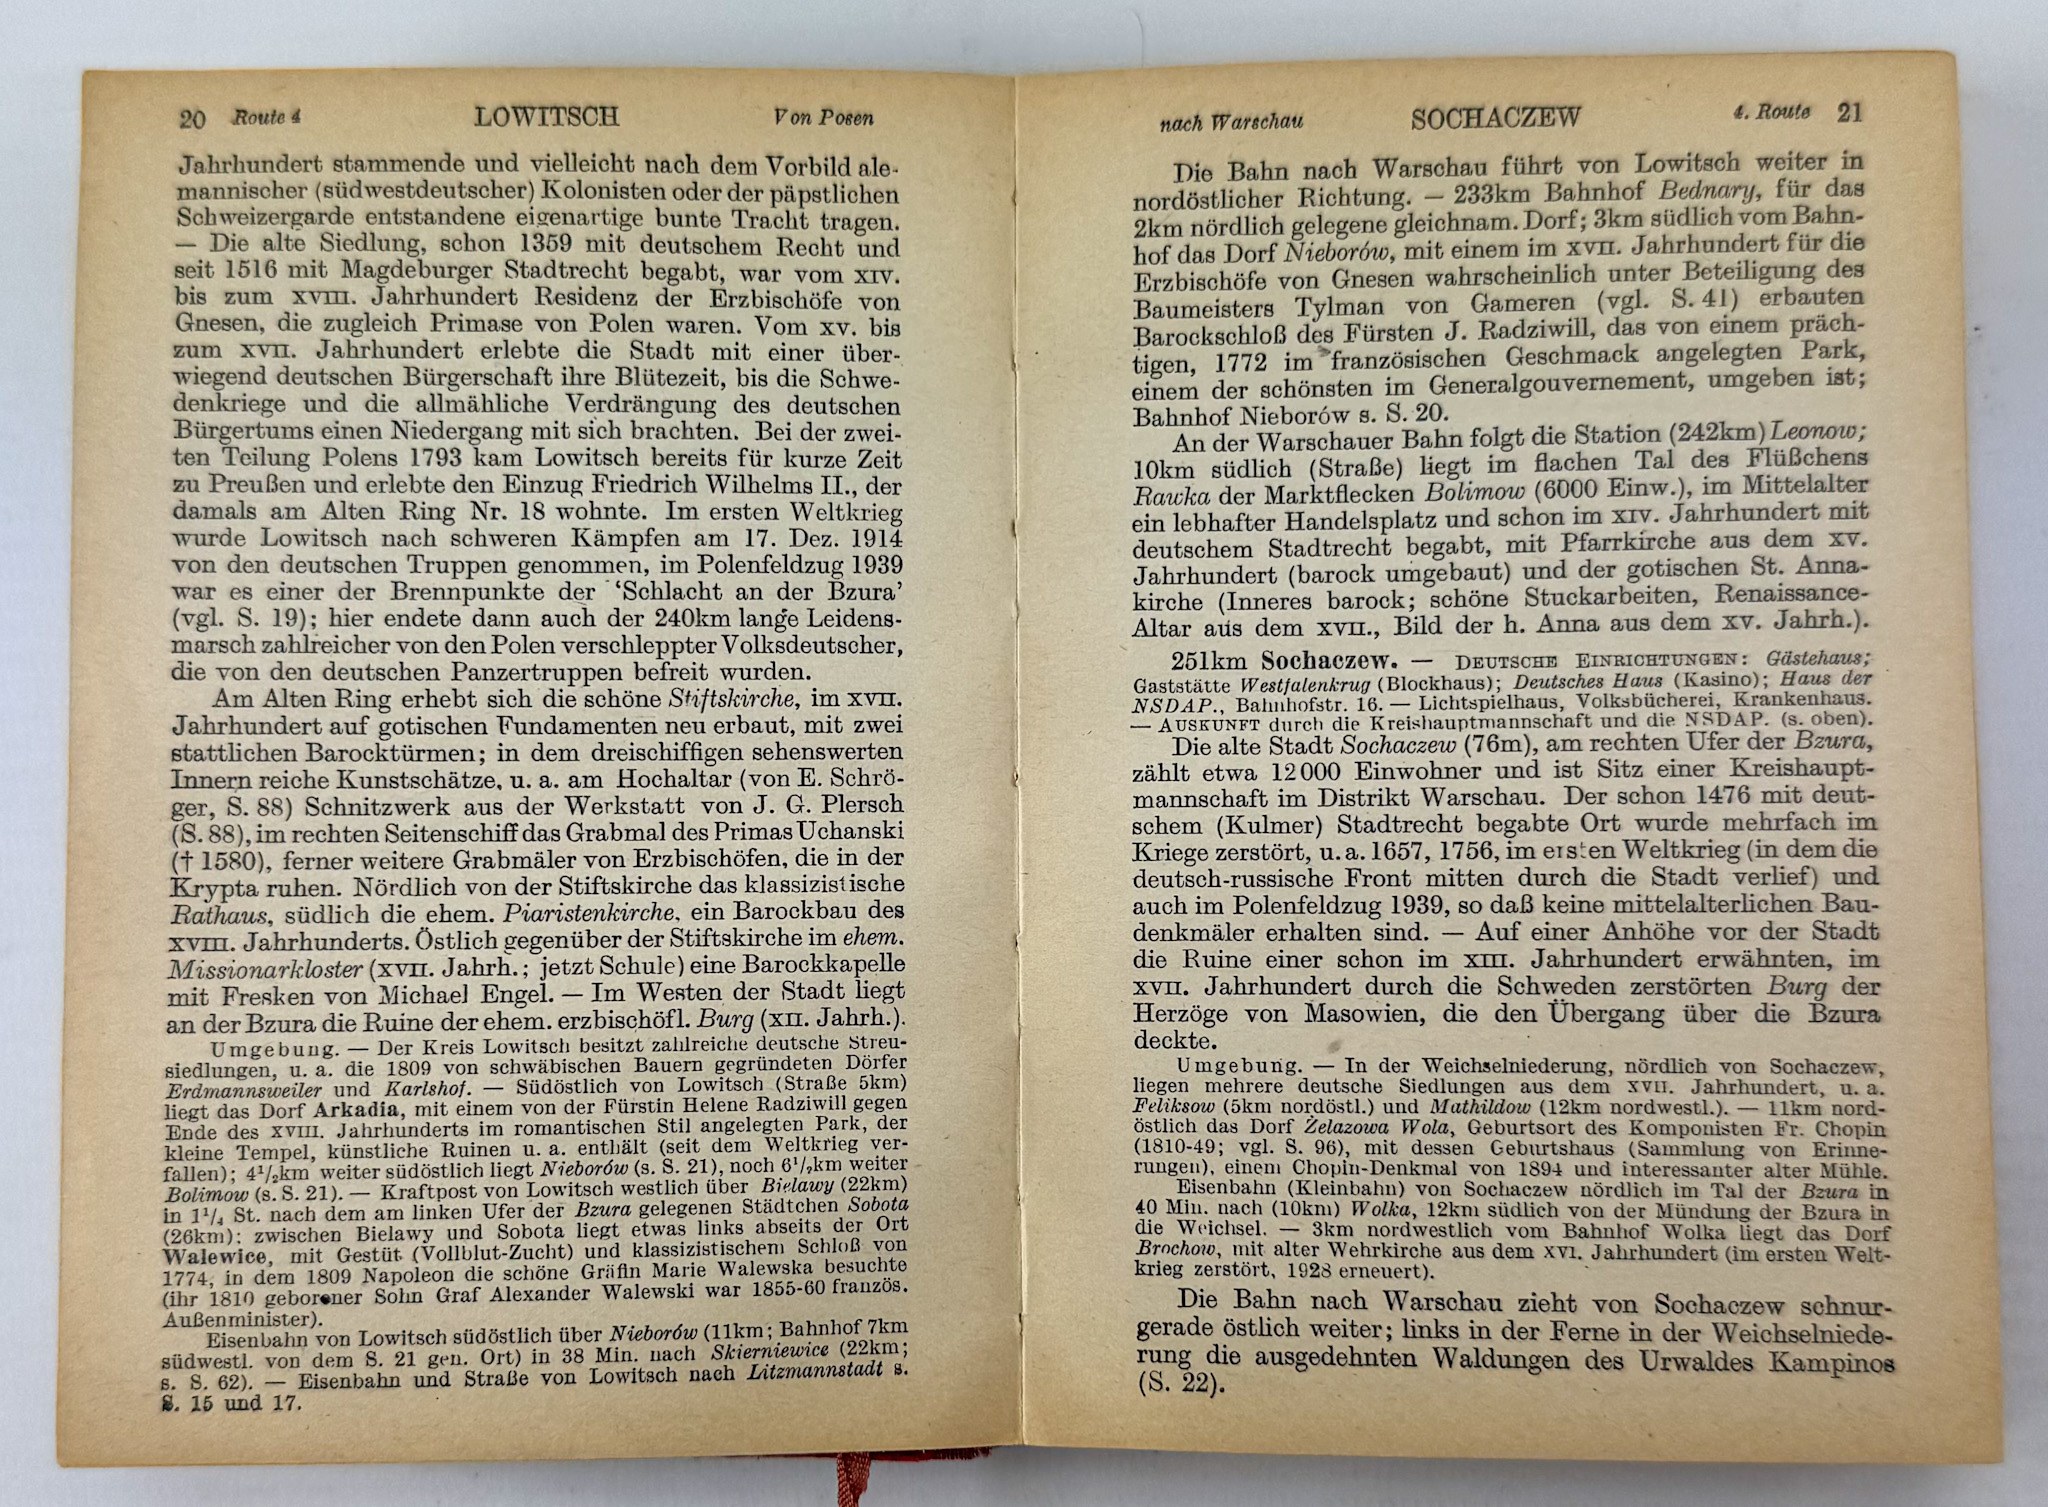 20 Route 4 LOWITSCH Von Posen
Jahrhundert stammende und vielleicht nach dem Vorbild ale-
mannischer (südwestdeutscher) Kolonisten oder der päpstlichen
Schweizergarde entstandene eigenartige bunte Tracht tragen.
— Die alte Siedlung, schon 1359 mit deutschem Recht und
seit 1516 mit Magdeburger Stadtrecht begabt, war vom XIV.
bis zum XVIII. Jahrhundert Residenz der Erzbischöfe von
Gnesen, die zugleich Primase von Polen waren. Vom XV. bis
zum XVII. Jahrhundert erlebte die Stadt mit einer über-
wiegend deutschen Bürgerschaft ihre Blütezeit, bis die Schwe-
denkriege und die allmähliche Verdrängung des deutschen
Bürgertums einen Niedergang mit sich brachten. Bei der zwei-
ten Teilung Polens 1793 kam Lowitsch bereits für kurze Zeit
zu Preußen und erlebte den Einzug Friedrich Wilhelms II., der
damals am Alten Ring Nr. 18 wohnte. Im ersten Weltkrieg
wurde Lowitsch nach schweren Kämpfen am 17. Dez. 1914
von den deutschen Truppen genommen, im Polenfeldzug 1939
war es einer der Brennpunkte der ‘Schlacht an der Bzura’
(vgl. S. 19); hier endete dann auch der 240km lange Leidens-
marsch zahlreicher von den Polen verschleppter Volksdeutscher,
die von den deutschen Panzertruppen befreit wurden.
Am Alten Ring erhebt sich die schöne Stiftskirche, im XVII.
Jahrhundert auf gotischen Fundamenten neu erbaut, mit zwei
stattlichen Barocktürmen; in dem dreischiffigen sehenswerten
Innern reiche Kunstschätze, u. a. am Hochaltar (von E. Schrö-
ger, S. 88) Schnitzwerk aus der Werkstatt von J. G. Plersch
(S. 88), im rechten Seitenschiff das Grabmal des Primas Uchanski
(† 1580), ferner weitere Grabmäler von Erzbischöfen, die in der
Krypta ruhen. Nördlich von der Stiftskirche das klassizistische
Rathaus, südlich die ehem. Piaristenkirche, ein Barockbau des
XVIII. Jahrhunderts. Östlich gegenüber der Stiftskirche im ehem.
Missionarkloster (XVII. Jahrh.; jetzt Schule) eine Barockkapelle
mit Fresken von Michael Engel. — Im Westen der Stadt liegt
an der Bzura die Ruine der ehem. erzbischöfl. Burg (XII. Jahrh.).
Umgebung. — Der Kreis Lowitsch besitzt zahlreiche deutsche Streu-
siedlungen, u. a. die 1809 von schwäbischen Bauern gegründeten Dörfer
Erdmannsweiler und Karlshof. — Südöstlich von Lowitsch (Straße 5km)
liegt das Dorf Arkadia, mit einem von der Fürstin Helene Radziwill gegen
Ende des XVIII. Jahrhunderts im romantischen Stil angelegten Park, der
kleine Tempel, künstliche Ruinen u. a. enthält (seit dem Weltkrieg ver-
fallen); 4½km weiter südöstlich liegt Nieborów (s. S. 21), noch 6½km weiter
Bolimow (s. S. 21). — Kraftpost von Lowitsch westlich über Bielawy (22km)
in 1¼ St. nach dem am linken Ufer der Bzura gelegenen Städtchen Sobota
(26km); zwischen Bielawy und Sobota liegt etwas links abseits der Ort
Walewice, mit Gestüt (Vollblut-Zucht) und klassizistischem Schloß von
1774, in dem 1809 Napoleon die schöne Gräfin Marie Walewska besuchte
(ihr 1810 geborener Sohn Graf Alexander Walewski war 1855-60 französ.
Außenminister).
Eisenbahn von Lowitsch südöstlich über Nieborów (11km; Bahnhof 7km
südwestl. von dem S. 21 gen. Ort) in 38 Min. nach Skierniewice (22km;
s. S. 62). — Eisenbahn und Straße von Lowitsch nach Litzmannstadt s.
S. 15 und 17.
nach Warschau SOCHACZEW 4. Route 21
Die Bahn nach Warschau führt von Lowitsch weiter in
nordöstlicher Richtung. — 233km Bahnhof Bednary, für das
2km nördlich gelegene gleichnam. Dorf; 3km südlich vom Bahn-
hof das Dorf Nieborów, mit einem im XVII. Jahrhundert für die
Erzbischöfe von Gnesen wahrscheinlich unter Beteiligung des
Baumeisters Tylman von Gameren (vgl. S. 41) erbauten
Barockschloß des Fürsten J. Radziwill, das von einem präch-
tigen, 1772 im französischen Geschmack angelegten Park,
einem der schönsten im Generalgouvernement, umgeben ist;
Bahnhof Nieborów s. S. 20.
An der Warschauer Bahn folgt die Station (242km) Leonow;
10km südlich (Straße) liegt im flachen Tal des Flüßchens
Rawka der Marktflecken Bolimow (6000 Einw.), im Mittelalter
ein lebhafter Handelsplatz und schon im XIV. Jahrhundert mit
deutschem Stadtrecht begabt, mit Pfarrkirche aus dem XV.
Jahrhundert (barock umgebaut) und der gotischen St. Anna-
kirche (Inneres barock; schöne Stuckarbeiten, Renaissance-
Altar aus dem XVII., Bild der h. Anna aus dem XV. Jahrh.).
251km Sochaczew. — DEUTSCHE EINRICHTUNGEN: Gästehaus;
Gaststätte Westfalenkrug (Blockhaus); Deutsches Haus (Kasino); Haus der
NSDAP., Bahnhofstr. 16. — Lichtspielhaus, Volksbücherei, Krankenhaus.
— AUSKUNFT durch die Kreishauptmannschaft und die NSDAP. (s. oben).
Die alte Stadt Sochaczew (76m), am rechten Ufer der Bzura,
zählt etwa 12000 Einwohner und ist Sitz einer Kreishaupt-
mannschaft im Distrikt Warschau. Der schon 1476 mit deut-
schem (Kulmer) Stadtrecht begabte Ort wurde mehrfach im
Kriege zerstört, u. a. 1657, 1756, im ersten Weltkrieg (in dem die
deutsch-russische Front mitten durch die Stadt verlief) und
auch im Polenfeldzug 1939, so daß keine mittelalterlichen Bau-
denkmäler erhalten sind. — Auf einer Anhöhe vor der Stadt
die Ruine einer schon im XIII. Jahrhundert erwähnten, im
XVII. Jahrhundert durch die Schweden zerstörten Burg der
Herzöge von Masowien, die den Übergang über die Bzura
deckte.
Umgebung. — In der Weichselniederung, nördlich von Sochaczew,
liegen mehrere deutsche Siedlungen aus dem XVII. Jahrhundert, u. a.
Feliksow (5km nordöstl.) und Mathildow (12km nordwestl.). — 11km nord-
östlich das Dorf Żelazowa Wola, Geburtsort des Komponisten Fr. Chopin
(1810-49; vgl. S. 96), mit dessen Geburtshaus (Sammlung von Erinne-
rungen), einem Chopin-Denkmal von 1894 und interessanter alter Mühle.
Eisenbahn (Kleinbahn) von Sochaczew nördlich im Tal der Bzura in
40 Min. nach (10km) Wolka, 12km südlich von der Mündung der Bzura in
die Weichsel. — 3km nordwestlich vom Bahnhof Wolka liegt das Dorf
Brochow, mit alter Wehrkirche aus dem XVI. Jahrhundert (im ersten Welt-
krieg zerstört, 1928 erneuert).
Die Bahn nach Warschau zieht von Sochaczew schnur-
gerade östlich weiter; links in der Ferne in der Weichselniede-
rung die ausgedehnten Waldungen des Urwaldes Kampinos
(S. 22).